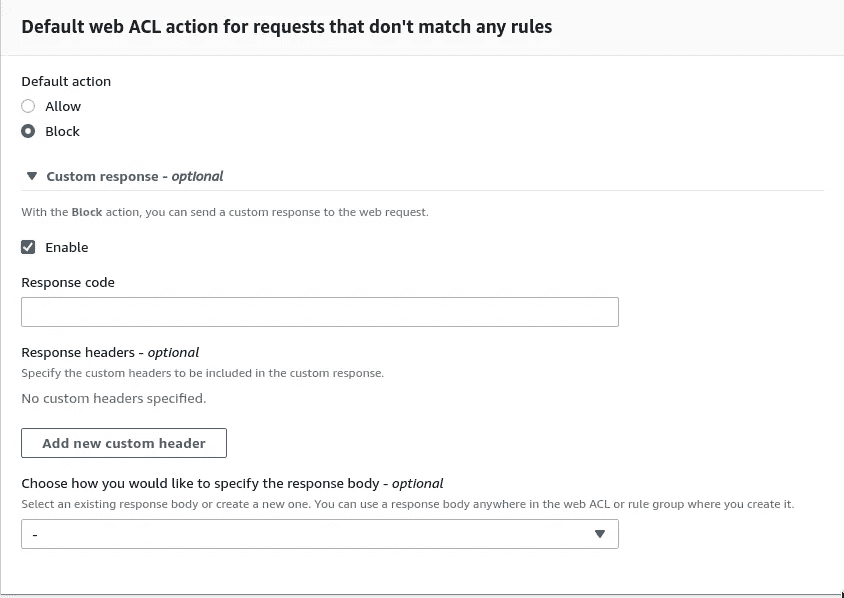 Default web ACL action for requests that don't match any rules
Default action
Allow
Block
Custom response - optional
With the Block action, you can send a custom response to the web request.
Enable
Response code
Response headers - optional
Specify the custom headers to be included in the custom response.
No custom headers specified.
Add new custom header
Choose how you would like to specify the response body - optional
Select an existing response body or create a new one. You can use a response body anywhere in the web ACL or rule group where you create it.
-